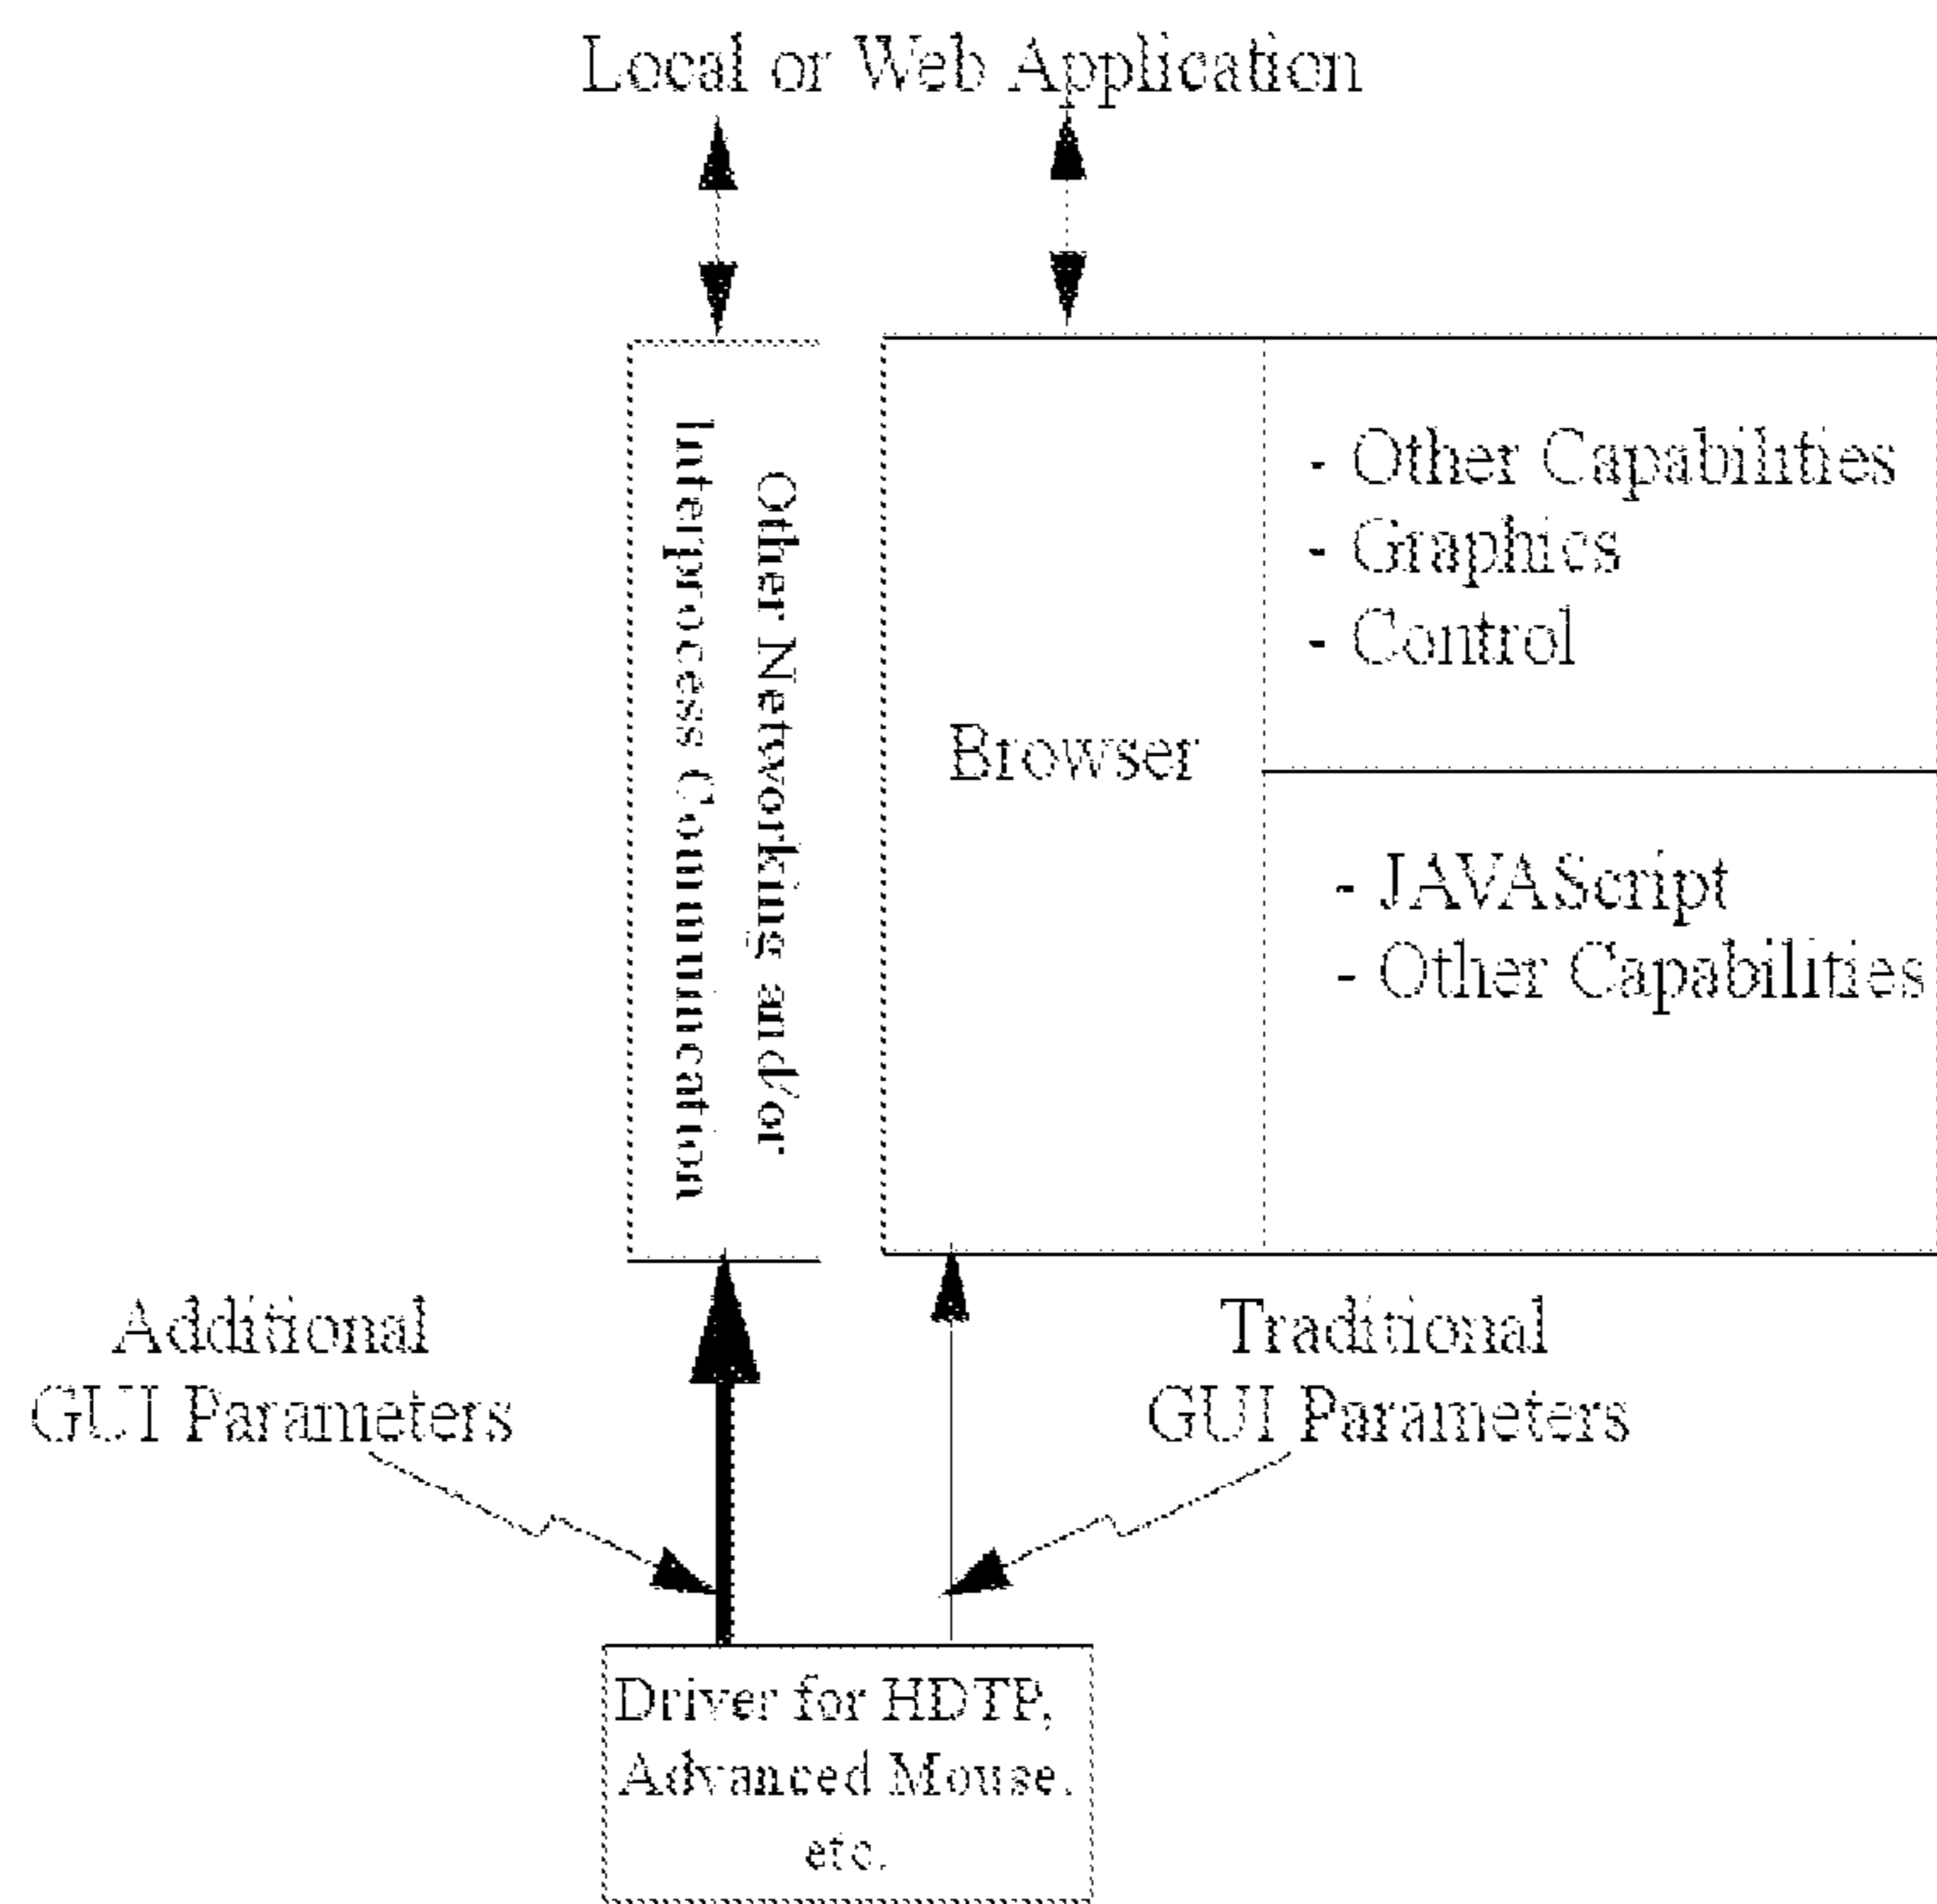 Local or Web Application
Other Networking and/or
Interprocess Communication
Browser
- Other Capabilities
- Graphics
- Control
- JAVAScript
- Other Capabilities
Additional
GUI Parameters
Traditional
GUI Parameters
Driver for HDTP,
Advanced Mouse,
etc.